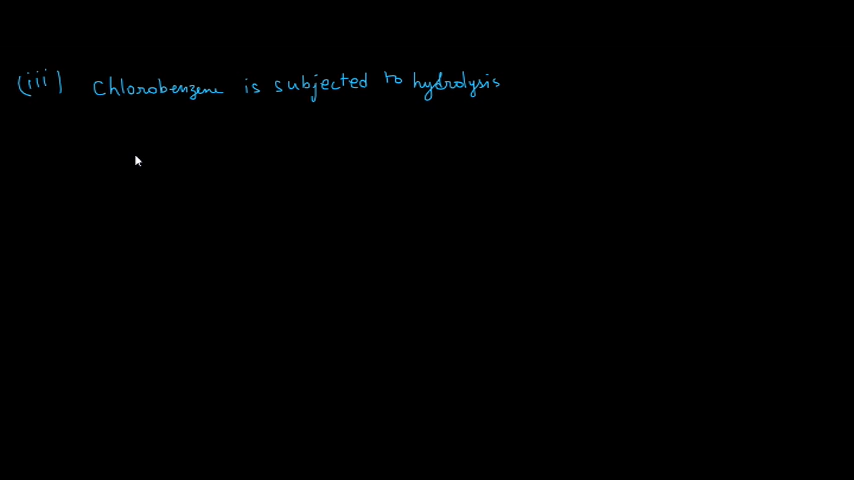 (iii) Chlorobenzene is subjected to hydrolysis